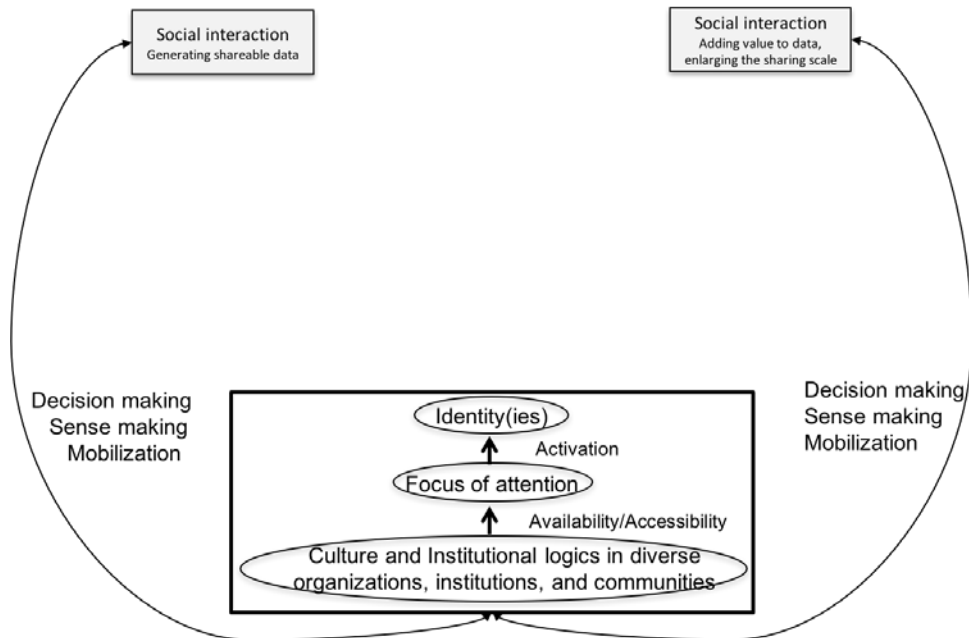 Social interaction
Generating shareable data
Social interaction
Adding value to data,
enlarging the sharing scale
Decision making
Sense making
Mobilization
Decision making
Sense making
Mobilization
Identity(ies)
Activation
Focus of attention
Availability/Accessibility
Culture and Institutional logics in diverse
organizations, institutions, and communities